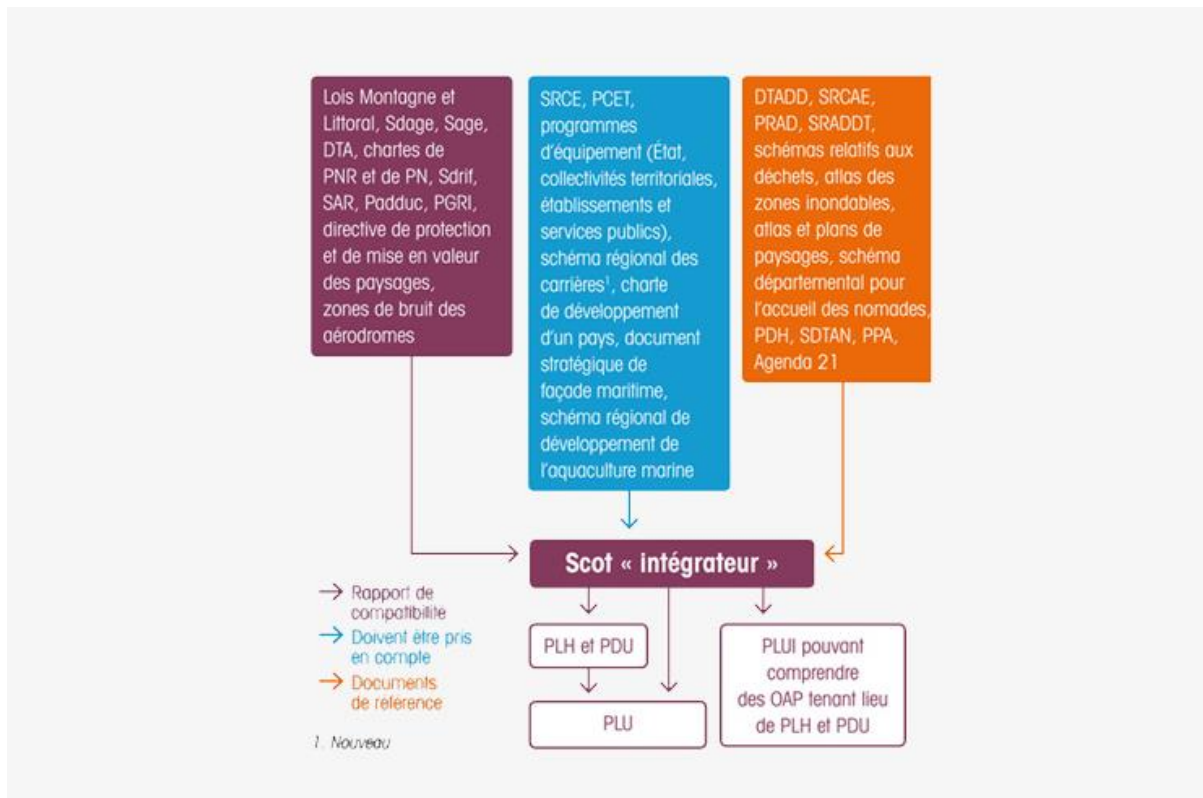 Lois Montagne et
Littoral, Sdage, Sage,
DTA, chartes de
PNR et de PN, Sdrif,
SAR, Padduc, PGRI,
directive de protection
et de mise en valeur
des paysages,
zones de bruit des
aérodromes
SRCE, PCET,
programmes
d'équipement (État,
collectivités territoriales,
établissements et
services publics),
schéma régional des
carrières¹, charte
de développement
d'un pays, document
stratégique de
façade maritime,
schéma régional de
développement de
l'aquaculture marine
DTADD, SRCAE,
PRAD, SRADDT,
schémas relatifs aux
déchets, atlas des
zones inondables,
atlas et plans de
paysages, schéma
départemental pour
l'accueil des nomades,
PDH, SDTAN, PPA,
Agenda 21
Scot « intégrateur »
Rapport de
compatibilité
Doivent être pris
en compte
Documents
de référence
1. Nouveau
PLH et PDU
PLU
PLUI pouvant
comprendre
des OAP tenant lieu
de PLH et PDU